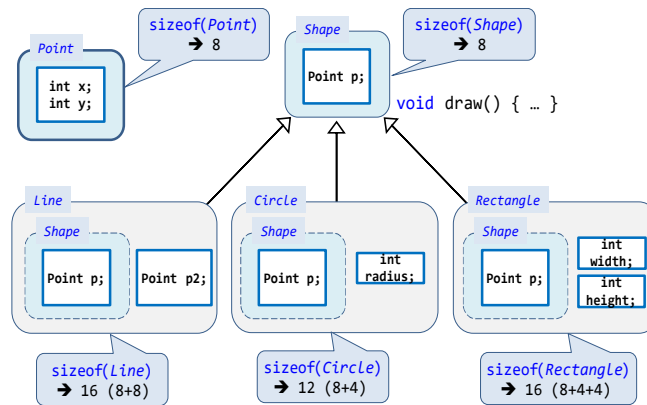 sizeof(Point)
➔ 8
Point
int x;
int y;
Shape
Point p;
sizeof(Shape)
➔ 8
void draw() { … }
Line
Shape
Point p;
Point p2;
sizeof(Line)
➔ 16 (8+8)
Circle
Shape
Point p;
int
radius;
sizeof(Circle)
➔ 12 (8+4)
Rectangle
Shape
Point p;
int
width;
int
height;
sizeof(Rectangle)
➔ 16 (8+4+4)